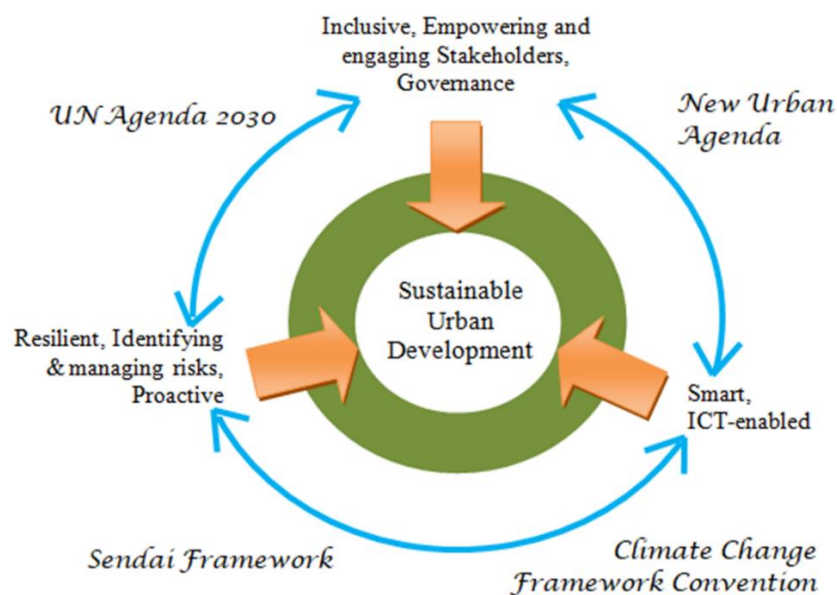 Inclusive, Empowering and
engaging Stakeholders,
Governance
UN Agenda 2030
New Urban
Agenda
Sustainable
Urban
Development
Resilient, Identifying
& managing risks,
Proactive
Smart,
ICT-enabled
Sendai Framework
Climate Change
Framework Convention